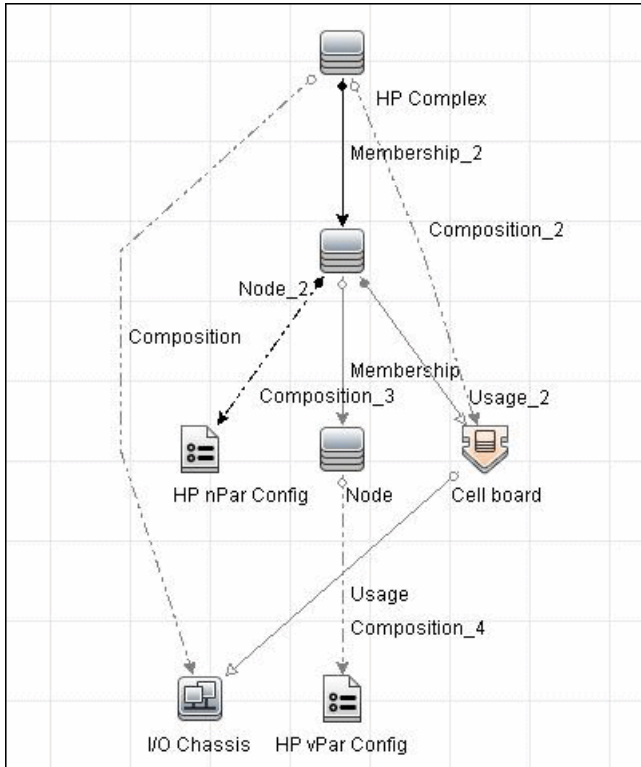 HP Complex
Membership_2
Composition_2
Node_2
Composition
Membership
Composition_3
Usage_2
HP nPar Config
Node
Cell board
Usage
Composition_4
I/O Chassis
HP vPar Config